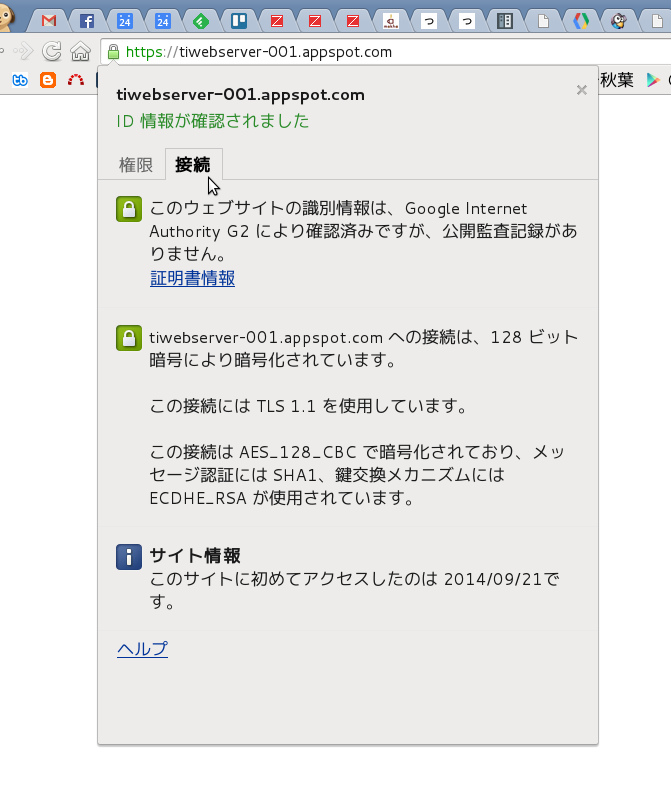 24
24
つ
つ
https://tiwebserver-001.appspot.com
秋葉
tiwebserver-001.appspot.com
ID 情報が確認されました
権限
接続
このウェブサイトの識別情報は、Google Internet
Authority G2 により確認済みですが、公開監査記録があ
りません。
証明書情報
tiwebserver-001.appspot.com への接続は、128 ビット
暗号により暗号化されています。
この接続には TLS 1.1 を使用しています。
この接続は AES_128_CBC で暗号化されており、メッ
セージ認証には SHA1、鍵交換メカニズムには
ECDHE_RSA が使用されています。
サイト情報
このサイトに初めてアクセスしたのは 2014/09/21で
す。
ヘルプ